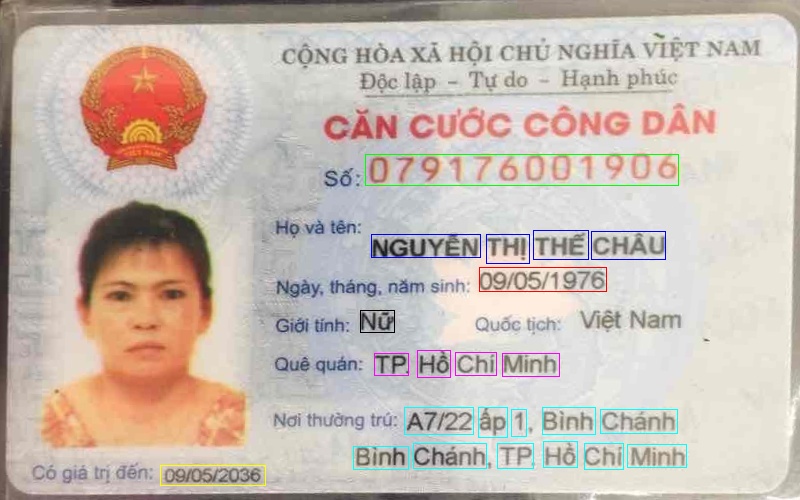 CỘNG HÒA XÃ HỘI CHỦ NGHĨA VIỆT NAM
Độc lập - Tự do - Hạnh phúc
CĂN CƯỚC CÔNG DÂN
Số: 079176001906
Họ và tên:
NGUYỄN THỊ THẾ CHÂU
Ngày, tháng, năm sinh: 09/05/1976
Giới tính: Nữ Quốc tịch: Việt Nam
Quê quán: TP. Hồ Chí Minh
Nơi thường trú: A7/22 ấp 1, Bình Chánh
Bình Chánh, TP. Hồ Chí Minh
Có giá trị đến: 09/05/2036